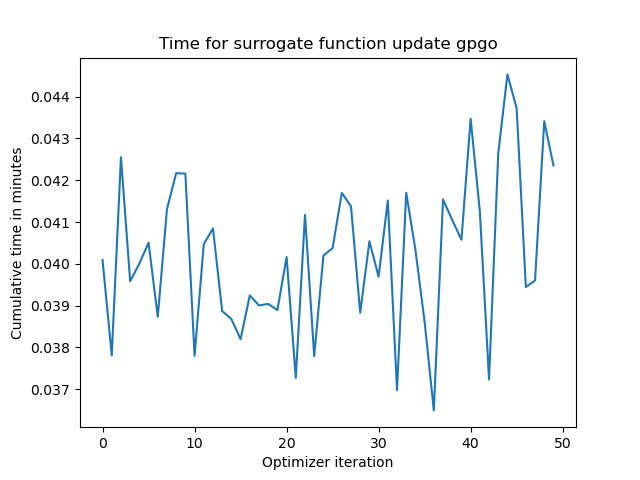 Time for surrogate function update gpgo
Cumulative time in minutes
0.044
0.043
0.042
0.041
0.040
0.039
0.038
0.037
0 10 20 30 40 50
Optimizer iteration